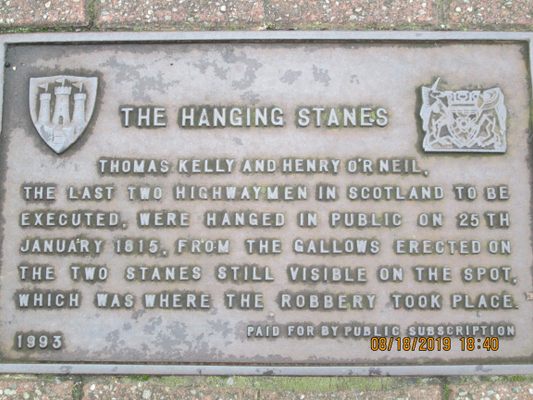 THE HANGING STANES
THOMAS KELLY AND HENRY O'R NEIL,
THE LAST TWO HIGHWAYMEN IN SCOTLAND TO BE
EXECUTED, WERE HANGED IN PUBLIC ON 25TH
JANUARY 1815, FROM THE GALLOWS ERECTED ON
THE TWO STANES STILL VISIBLE ON THE SPOT,
WHICH WAS WHERE THE ROBBERY TOOK PLACE.
PAID FOR BY PUBLIC SUBSCRIPTION
1993
08/18/2019 18:40